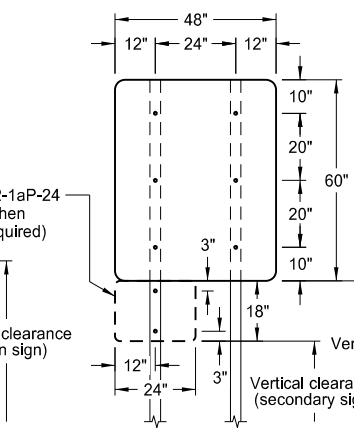 48"
12" 24" 12"
10"
20"
60"
20"
10"
2-1aP-24
hen
quired)
3"
18"
clearance
n sign)
12"
24"
3"
Ver
Vertical cleara
(secondary sig